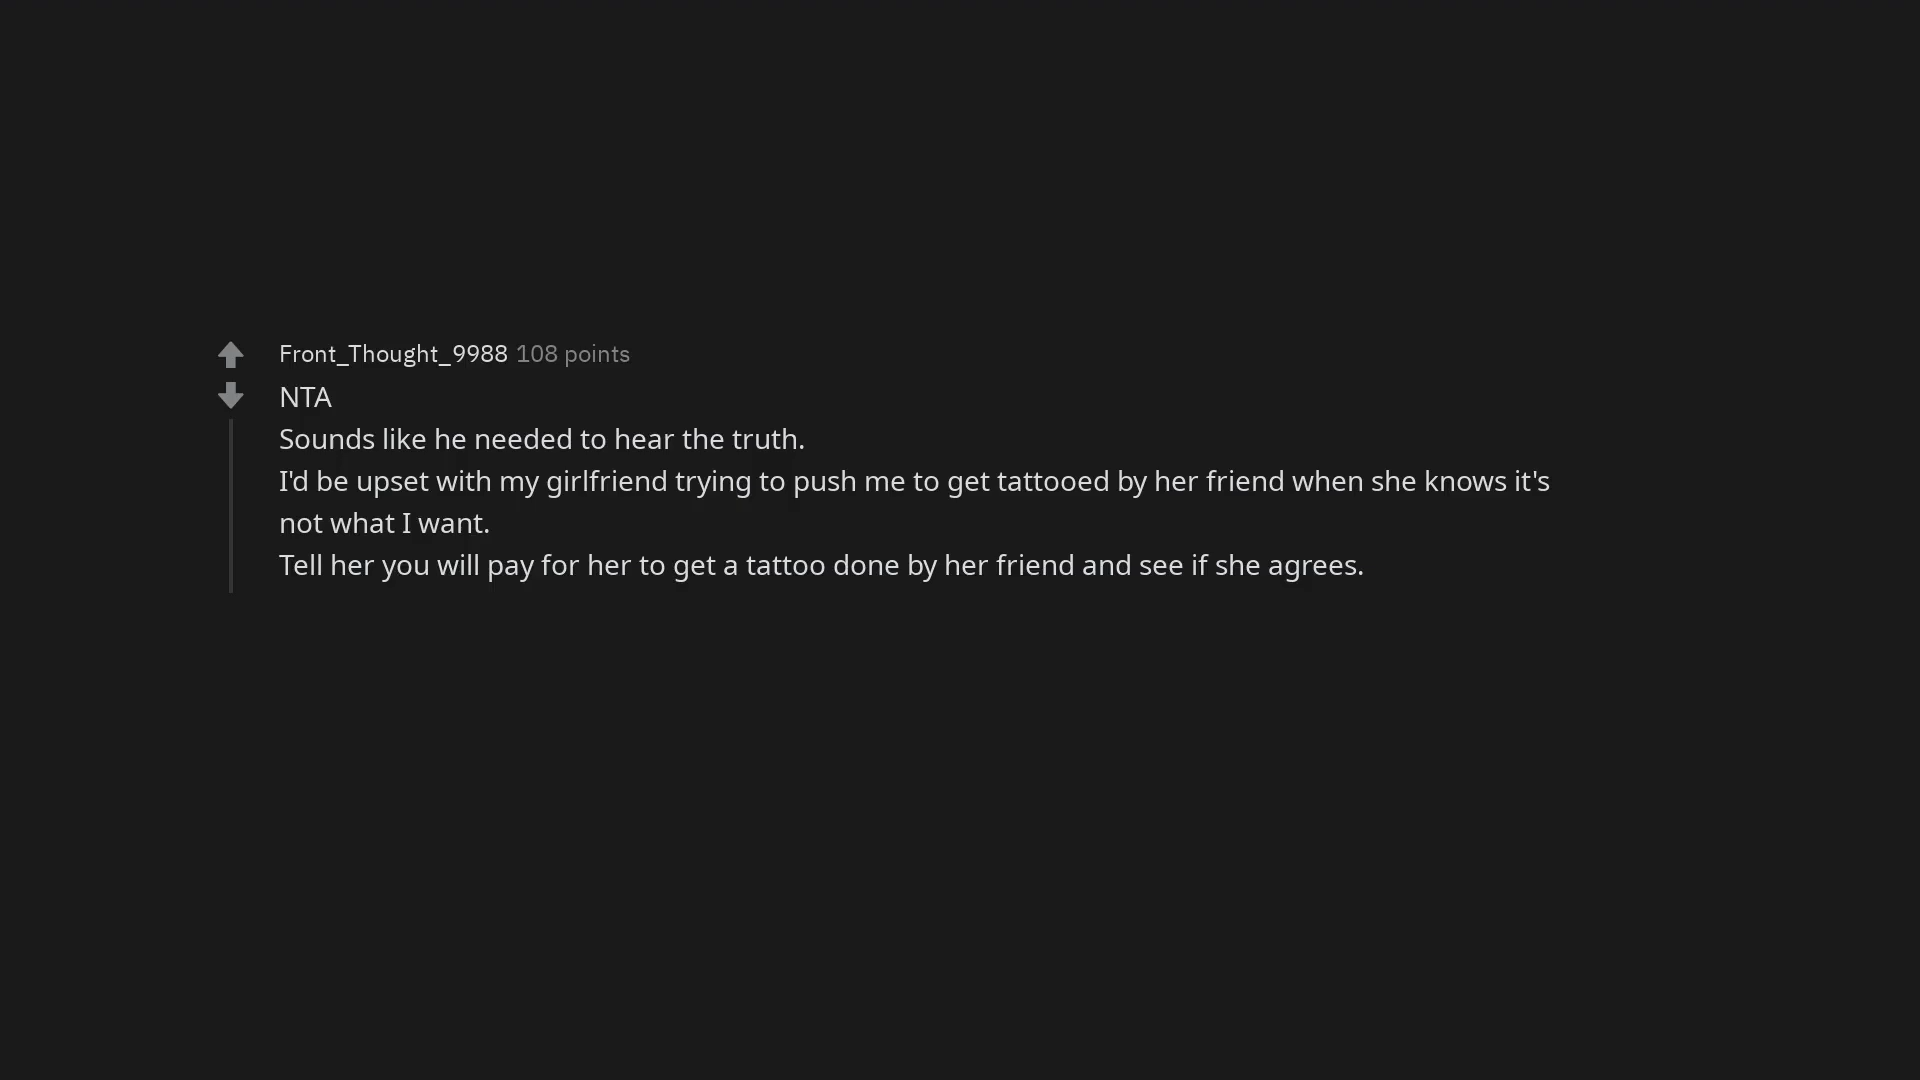 Front_Thought_9988 108 points
NTA
Sounds like he needed to hear the truth.
I'd be upset with my girlfriend trying to push me to get tattooed by her friend when she knows it's
not what I want.
Tell her you will pay for her to get a tattoo done by her friend and see if she agrees.